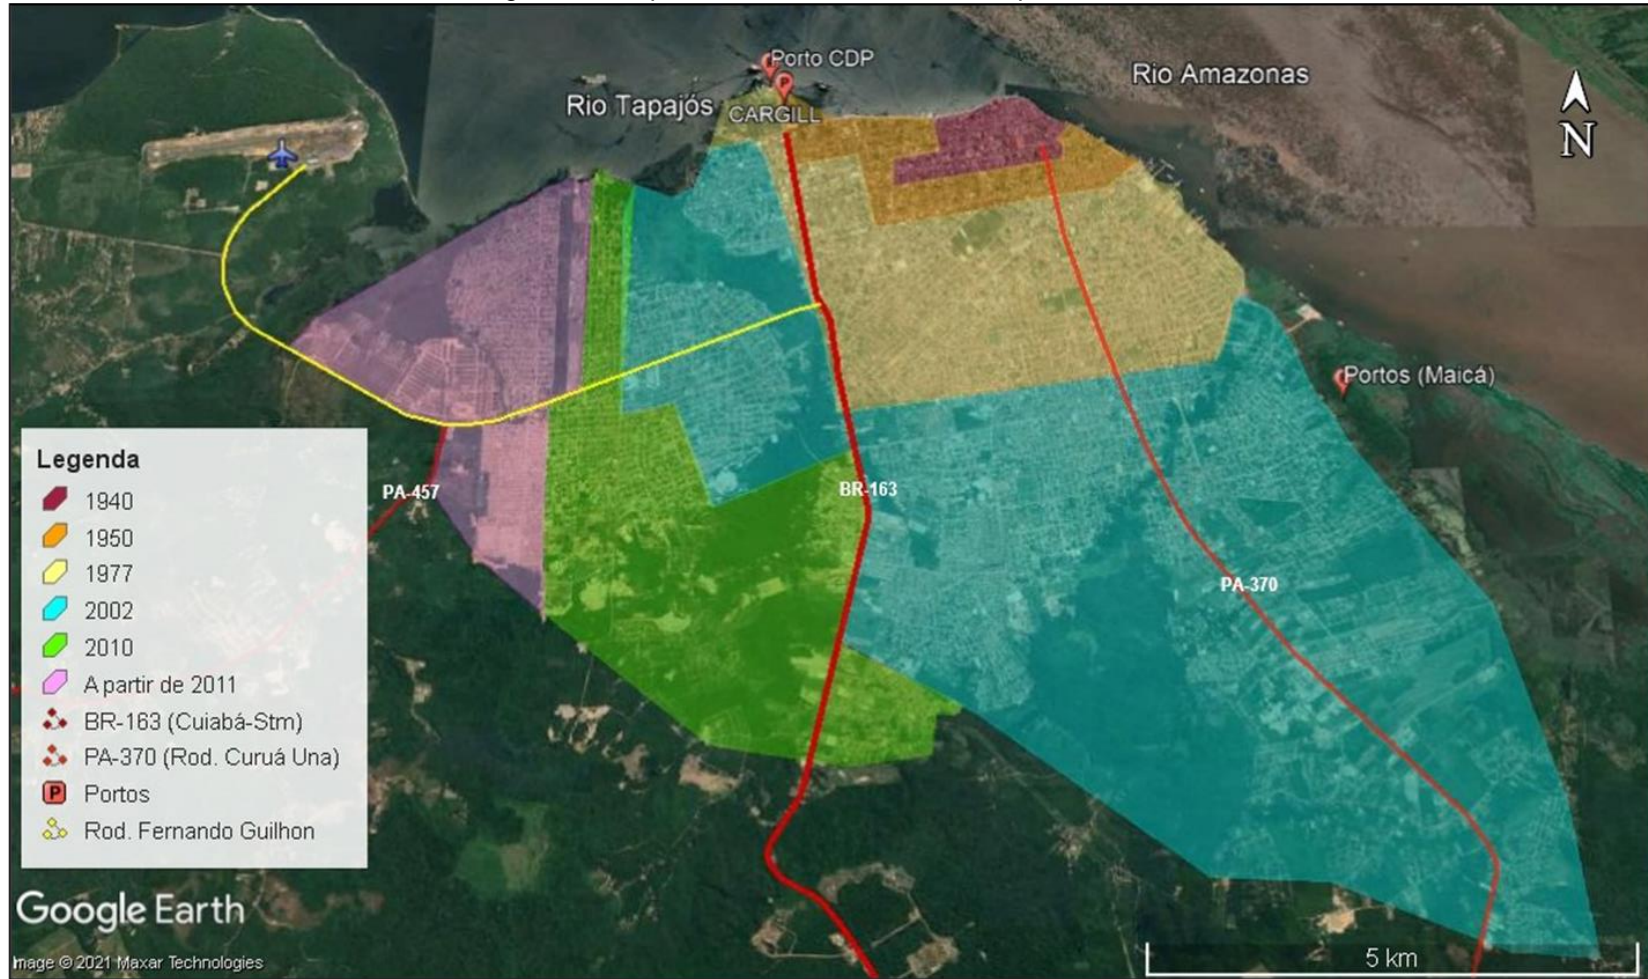 Porto CDP
Rio Amazonas
Rio Tapajós
CARGILL
N
Portos (Maicá)
PA-457
BR-163
PA-370
Legenda
1940
1950
1977
2002
2010
A partir de 2011
BR-163 (Cuiabá-Stm)
PA-370 (Rod. Curuá Una)
P Portos
Rod. Fernando Guilhon
Google Earth
Image © 2021 Maxar Technologies
5 km